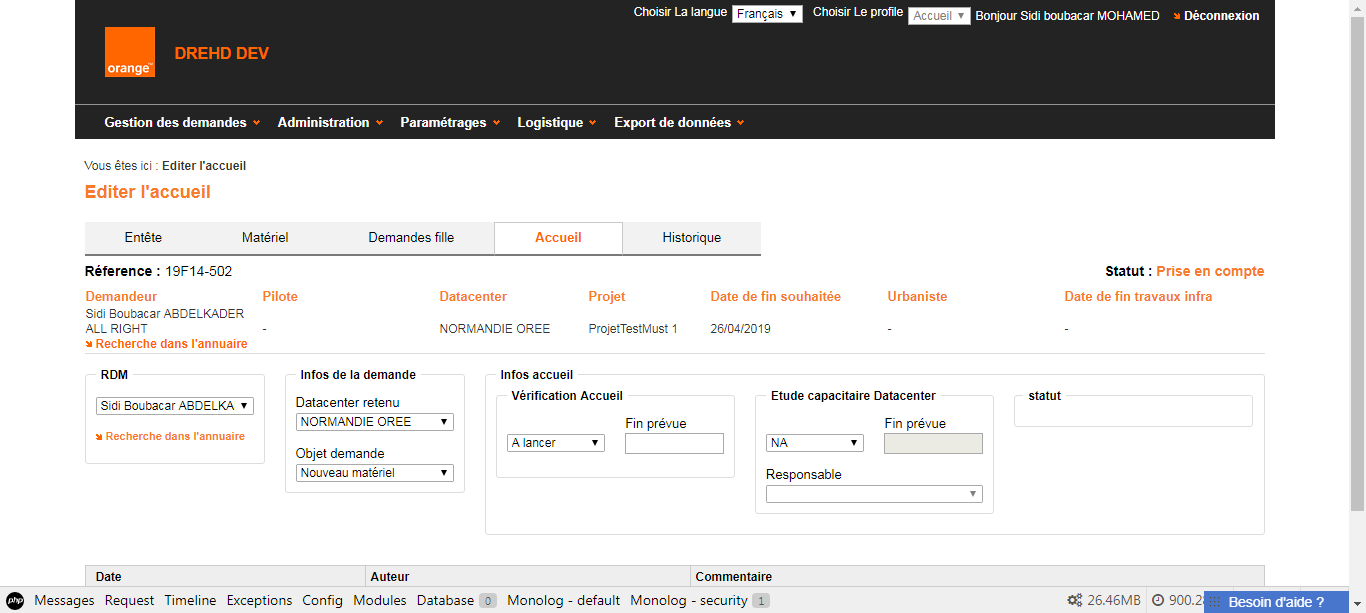 Choisir La langue Français Choisir Le profile Accueil Bonjour Sidi boubacar MOHAMED Déconnexion
orange™ DREHD DEV
Gestion des demandes Administration Paramétrages Logistique Export de données
Vous êtes ici : Editer l'accueil
Editer l'accueil
Entête Matériel Demandes fille Accueil Historique
Réference : 19F14-502 Statut : Prise en compte
Demandeur Pilote Datacenter Projet Date de fin souhaitée Urbaniste Date de fin travaux infra
Sidi Boubacar ABDELKADER
ALL RIGHT - NORMANDIE OREE ProjetTestMust 1 26/04/2019 - -
Recherche dans l'annuaire
RDM Infos de la demande Infos accueil
Vérification Accueil Etude capacitaire Datacenter statut
Sidi Boubacar ABDELKA Datacenter retenu
NORMANDIE OREE Fin prévue Fin prévue
Recherche dans l'annuaire A lancer NA
Objet demande
Nouveau matériel Responsable
Date Auteur Commentaire
php Messages Request Timeline Exceptions Config Modules Database 0 Monolog - default Monolog - security 1 26.46MB Besoin d'aide ?